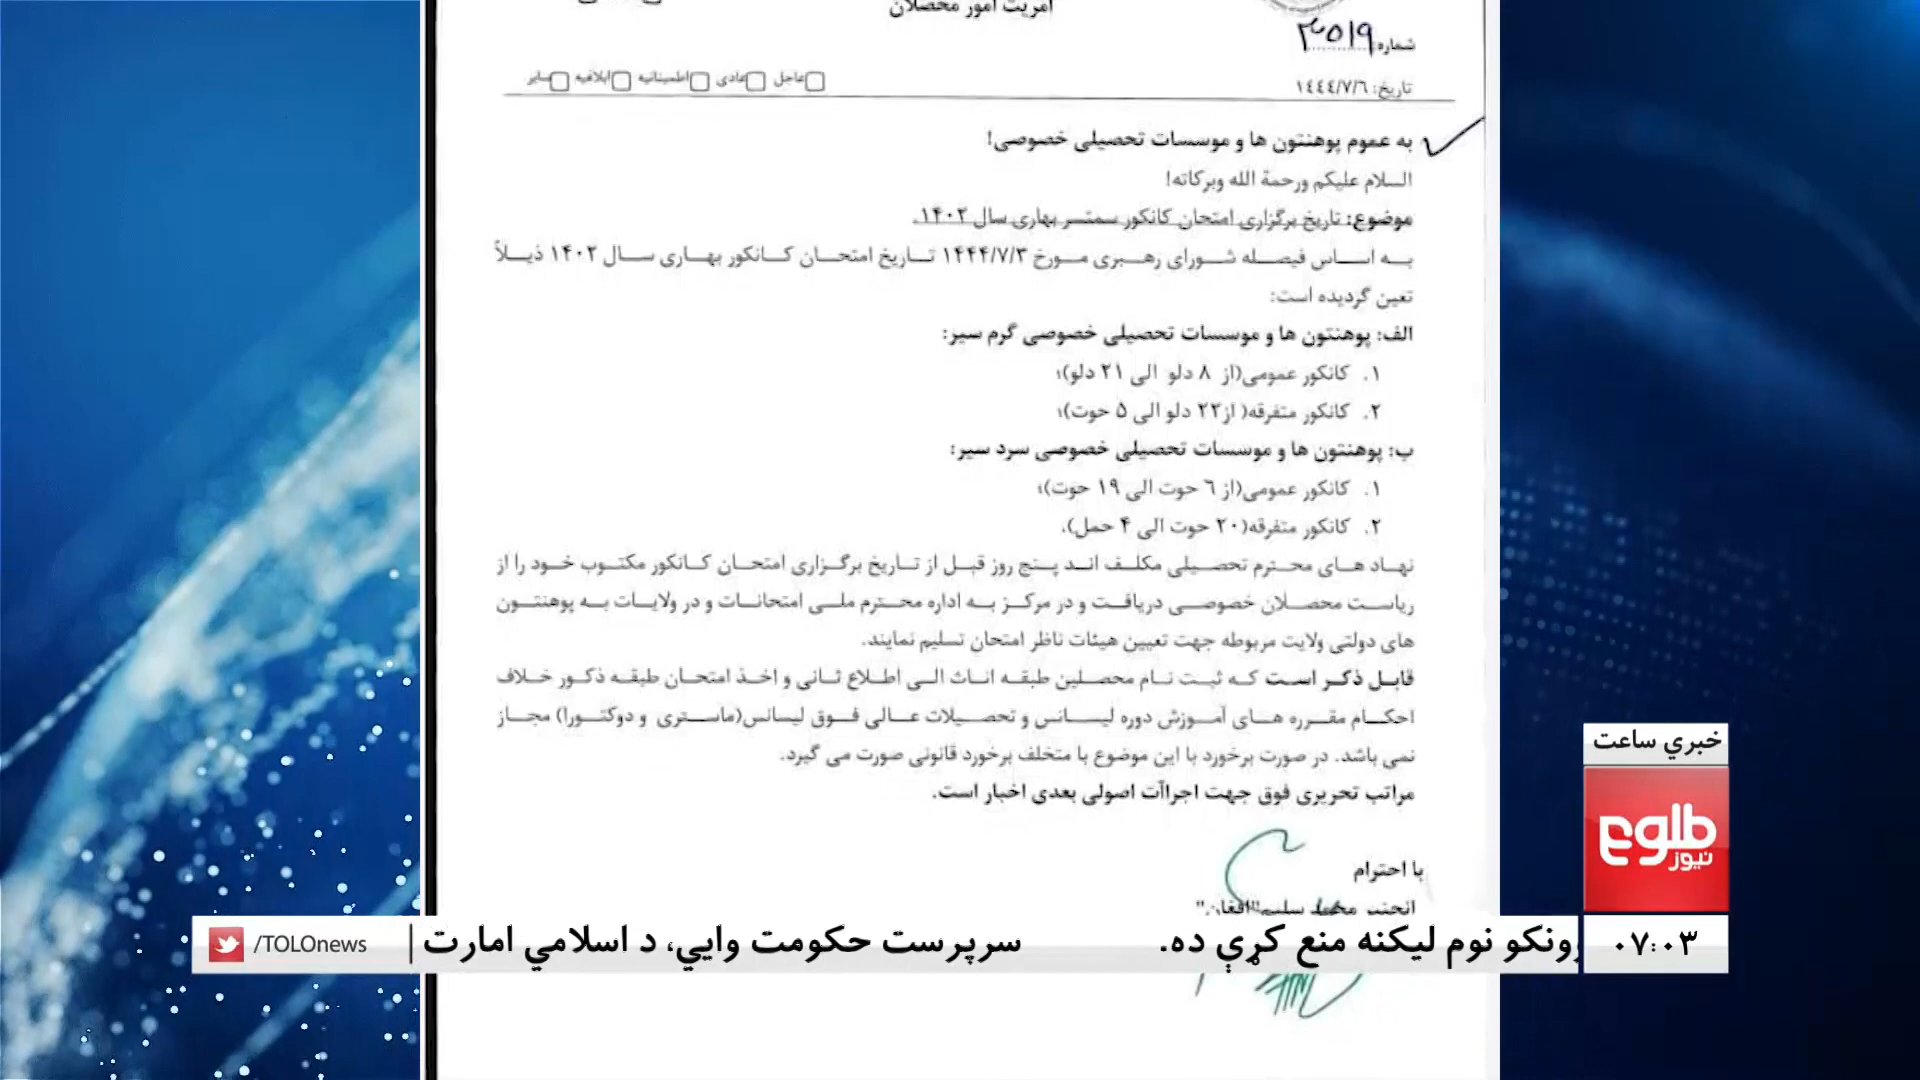 آمریت امور محصلان
شماره: ۳۵۱۹
تاریخ: ١٤٤٤/٧/٦
عاجل عادی اطمینانیه ابلاغیه سایر
به عموم پوهنتون ها و موسسات تحصیلی خصوصی!
السلام علیکم ورحمة الله وبرکاته!
موضوع: تاریخ برگزاری امتحان کانکور سمستر بهاری سال ۱۴۰۲.
به اساس فیصله شورای رهبری مورخ ۱۴۴۴/۷/۳ تاریخ امتحان کانکور بهاری سال ۱۴۰۲ ذیلاً
تعین گردیده است:
الف: پوهنتون ها و موسسات تحصیلی خصوصی گرم سیر:
۱. کانکور عمومی(از ۸ دلو الی ۲۱ دلو)؛
۲. کانکور متفرقه( از۲۲ دلو الی ۵ حوت)؛
ب: پوهنتون ها و موسسات تحصیلی خصوصی سرد سیر:
۱. کانکور عمومی(از ٦ حوت الی ۱۹ حوت)؛
۲. کانکور متفرقه(۲۰ حوت الی ۴ حمل).
نهاد های محترم تحصیلی مکلف اند پنج روز قبل از تاریخ برگزاری امتحان کانکور مکتوب خود را از
ریاست محصلان خصوصی دریافت و در مرکز به اداره محترم ملی امتحانات و در ولایات به پوهنتون
های دولتی ولایت مربوطه جهت تعیین هیئات ناظر امتحان تسلیم نمایند.
قابل ذکر است که ثبت نام محصلین طبقه اناث الی اطلاع ثانی و اخذ امتحان طبقه ذکور خلاف
احکام مقرره های آموزش دوره لیسانس و تحصیلات عالی فوق لیسانس(ماستری و دوکتورا) مجاز
نمی باشد. در صورت برخورد با این موضوع با متخلف برخورد قانونی صورت می گیرد.
مراتب تحریری فوق جهت اجراآت اصولی بعدی اخبار است.
با احترام
انجنیر محمد سلیم"افغان"
خبري ساعت
طلوع
نیوز
۰۷:۰۳
ونکو نوم لیکنه منع کړې ده. سرپرست حکومت وايي، د اسلامي امارت |
/TOLOnews